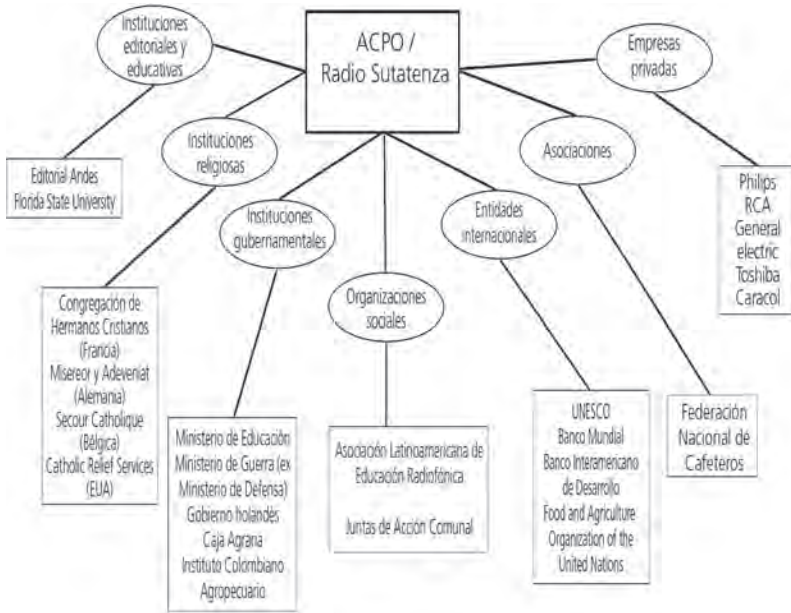 ACPO /
Radio Sutatenza
Instituciones
editoriales y
educativas
Empresas
privadas
Instituciones
religiosas
Asociaciones
Instituciones
gubernamentales
Entidades
internacionales
Organizaciones
sociales
Editorial Andes
Florida State University
Philips
RCA
General
electric
Toshiba
Caracol
Congregación de
Hermanos Cristianos
(Francia)
Misereor y Adeveniat
(Alemania)
Secour Catholique
(Bélgica)
Catholic Relief Services
(EUA)
Ministerio de Educación
Ministerio de Guerra (ex
Ministerio de Defensa)
Gobierno holandés
Caja Agraria
Instituto Colombiano
Agropecuario
Asociación Latinoamericana de
Educación Radiofónica
Juntas de Acción Comunal
UNESCO
Banco Mundial
Banco Interamericano
de Desarrollo
Food and Agriculture
Organization of the
United Nations
Federación
Nacional de
Cafeteros